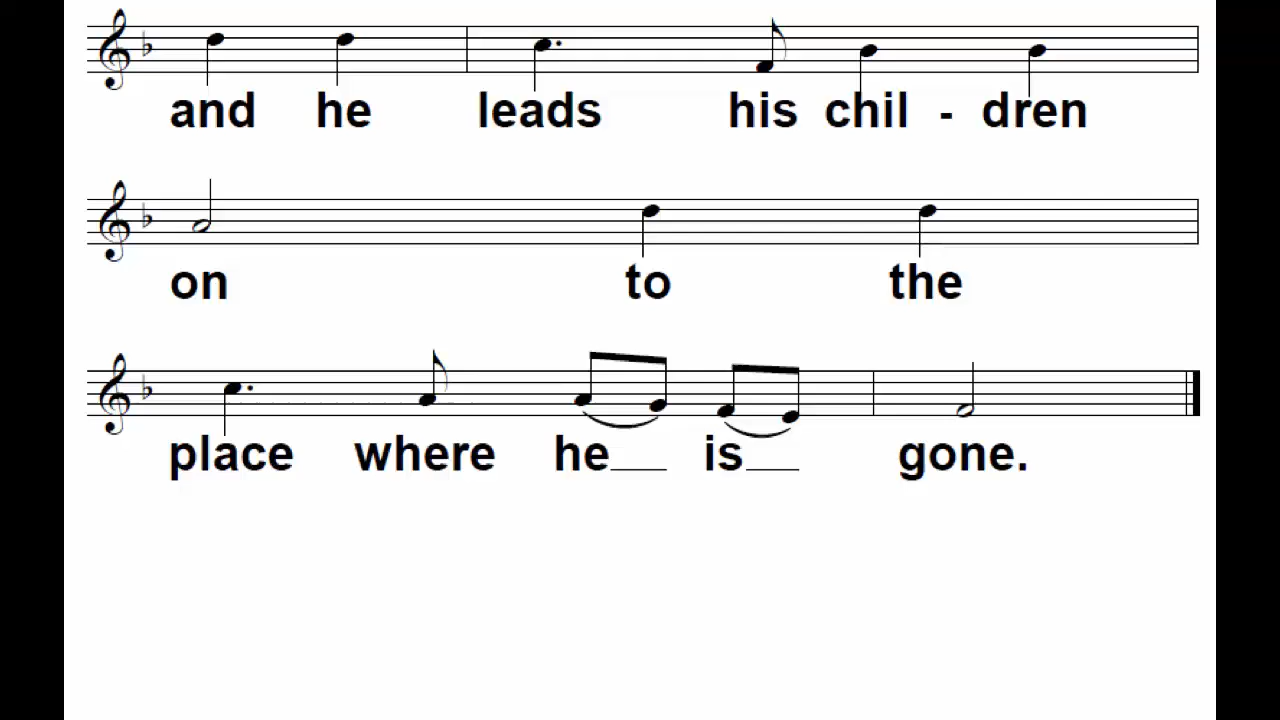 and he leads his chil - dren
on to the
place where he__ is__ gone.